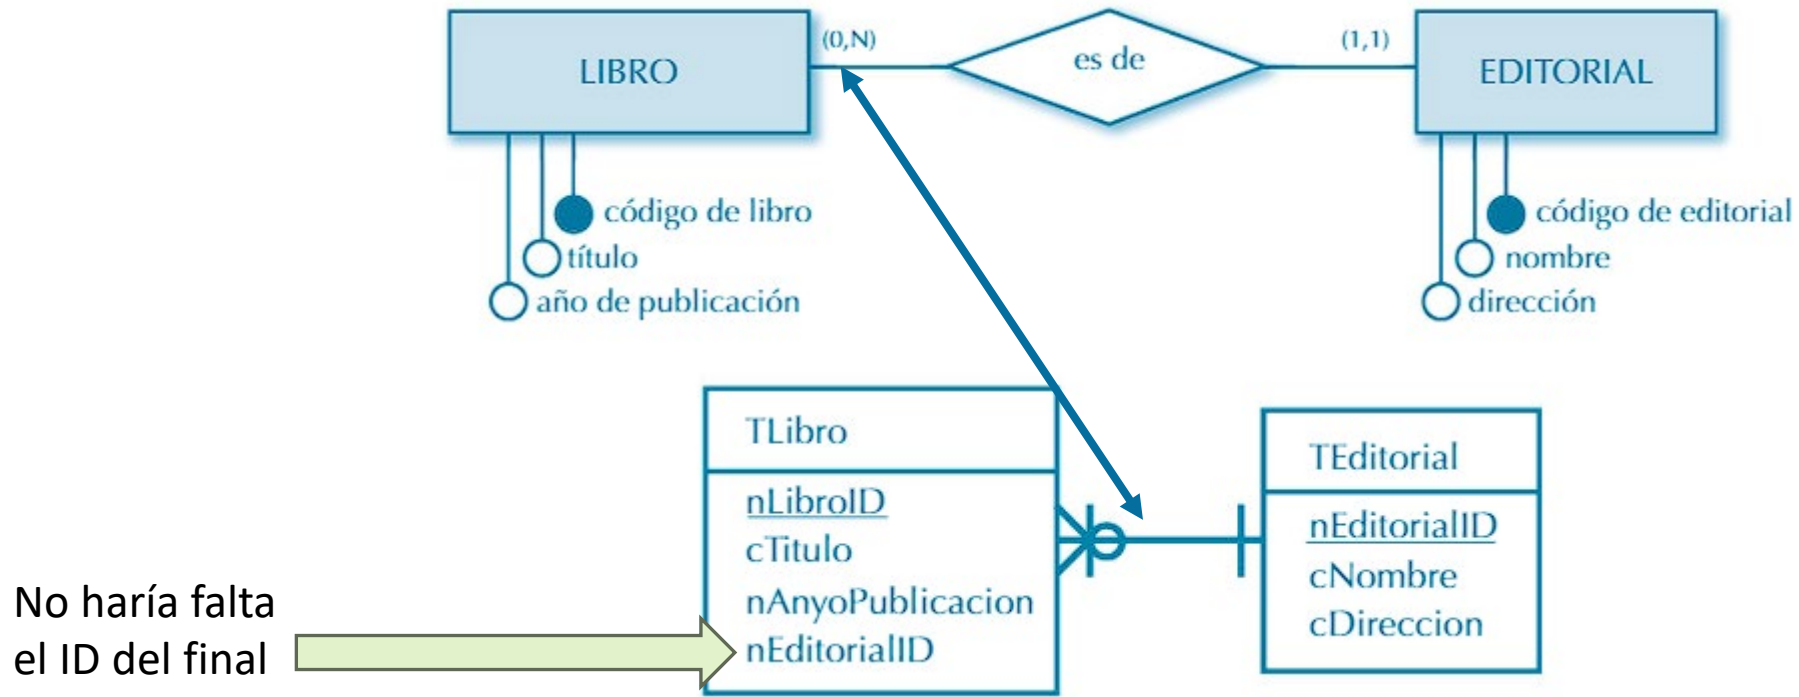 LIBRO
(0,N)
es de
(1,1)
EDITORIAL
código de libro
título
año de publicación
código de editorial
nombre
dirección
TLibro
nLibroID
cTitulo
nAnyoPublicacion
nEditorialID
TEditorial
nEditorialID
cNombre
cDireccion
No haría falta
el ID del final